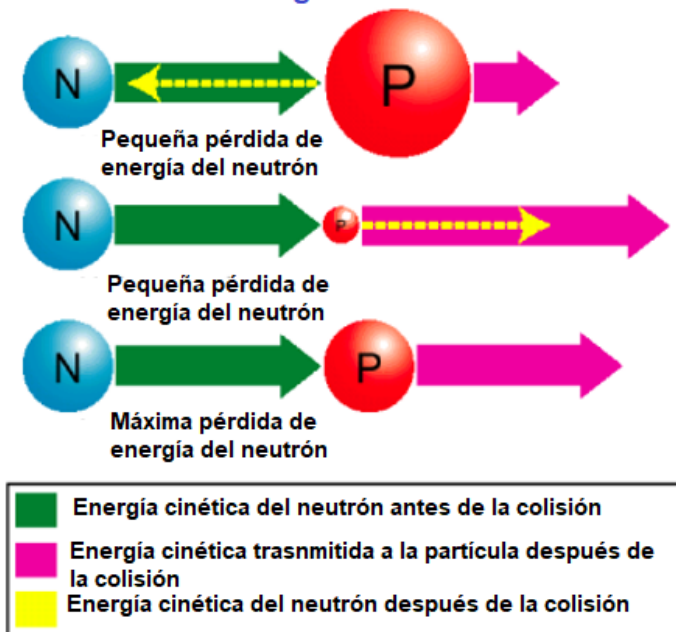 N P
Pequeña pérdida de
energía del neutrón
N P
Pequeña pérdida de
energía del neutrón
N P
Máxima pérdida de
energía del neutrón
Energía cinética del neutrón antes de la colisión
Energía cinética trasnmitida a la partícula después de
la colisión
Energía cinética del neutrón después de la colisión